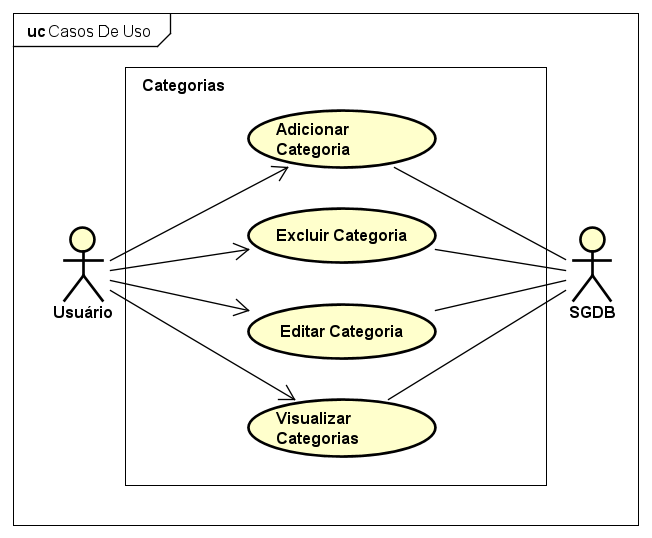 uc Casos De Uso
Categorias
Adicionar
Categoria
Excluir Categoria
Usuário
SGDB
Editar Categoria
Visualizar
Categorias